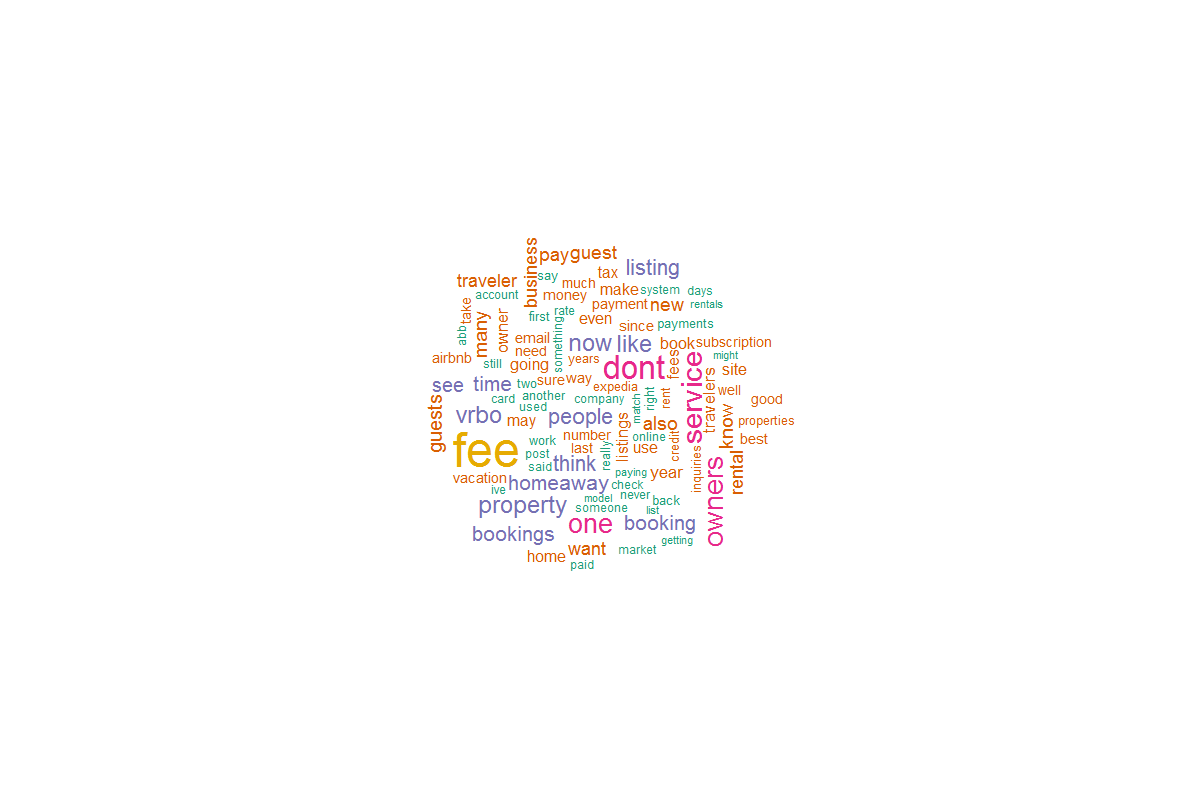 business
pay
guest
say
tax
listing
traveler
much
make
system
days
account
money
take
first
rate
payment
new
rentals
many
owner
even
since
payments
abb
email
something
now
like
book
subscription
airbnb
need
still
going
years
dont
fees
service
might
site
see
time
two
sure
way
expedia
travelers
well
card
another
company
match
right
rent
good
guests
vrbo
used
may
people
also
know
properties
fee
work
number
listings
online
credit
best
post
last
really
use
said
think
inquiries
rental
vacation
homeaway
paying
year
owners
ive
check
property
model
never
back
someone
list
bookings
one
booking
getting
home
want
market
paid